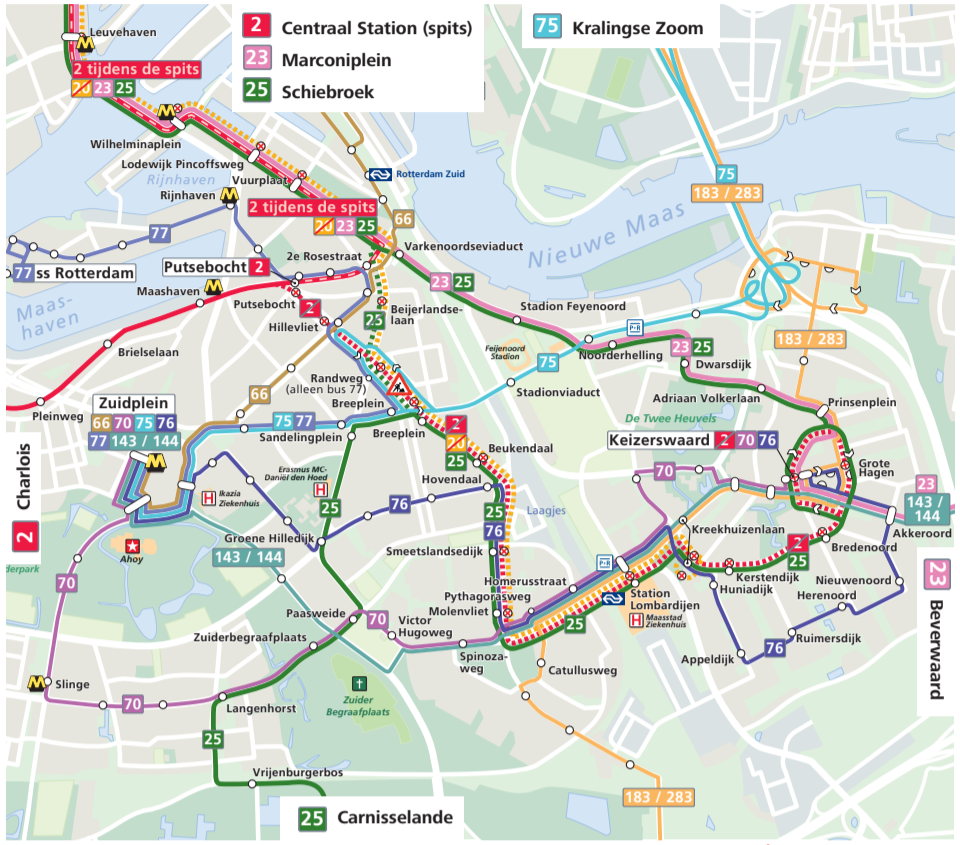 2 Centraal Station (spits)
23 Marconiplein
25 Schiebroek
75 Kralingse Zoom
Leuvehaven
M
2 tijdens de spits
20 23 25
M
Wilhelminaplein
Lodewijk Pincoffsweg
Rijnhaven
Vuurplaat
Rijnhaven
M
NS Rotterdam Zuid
75
183 / 283
2 tijdens de spits
20 23 25
66
Nieuwe Maas
77
Varkenoordseviaduct
2e Rosestraat
77 ss Rotterdam
Putsebocht 2
23 25
Maashaven
M
Maas-
haven
Putsebocht
2
Hillevliet
25
Beijerlandse-
laan
Stadion Feyenoord
P+R
183 / 283
Feijenoord
Stadion
Noorderhelling
23 25
Dwarsdijk
Brielselaan
75
Randweg
(alleen bus 77)
Stadionviaduct
Adriaan Volkerlaan
66
Breeplein
Prinsenplein
Pleinweg
Zuidplein
66 70 75 76
77 143 / 144
M
75 77
Sandelingplein
Breeplein
2
20
25
De Twee Heuvels
Keizerswaard 2 70 76
Beukendaal
Charlois
2
Erasmus MC-
Daniël den Hoed
H
H Ikazia
Ziekenhuis
Hovendaal
70
Grote
Hagen
23
143/
144
25
76
25
76
Laagjes
Kreekhuizenlaan
Akkeroord
Ahoy
Groene Hilledijk
Smeetslandsedijk
2
25
Bredenoord
143 / 144
P+R
derpark
Homerusstraat
Kerstendijk
Huniadijk
Nieuwenoord
Herenoord
23
Beverwaard
70
Pythagorasweg
Molenvliet
NS
Station
Lombardijen
H Maasstad
Ziekenhuis
Paasweide
70
25
Victor
Hugoweg
Zuiderbegraafplaats
76
Ruimersdijk
Appeldijk
Spinoza-
weg
Catullusweg
M Slinge
Zuider
Begraafplaats
70
Langenhorst
25
Vrijenburgerbos
183 / 283
25 Carnisselande